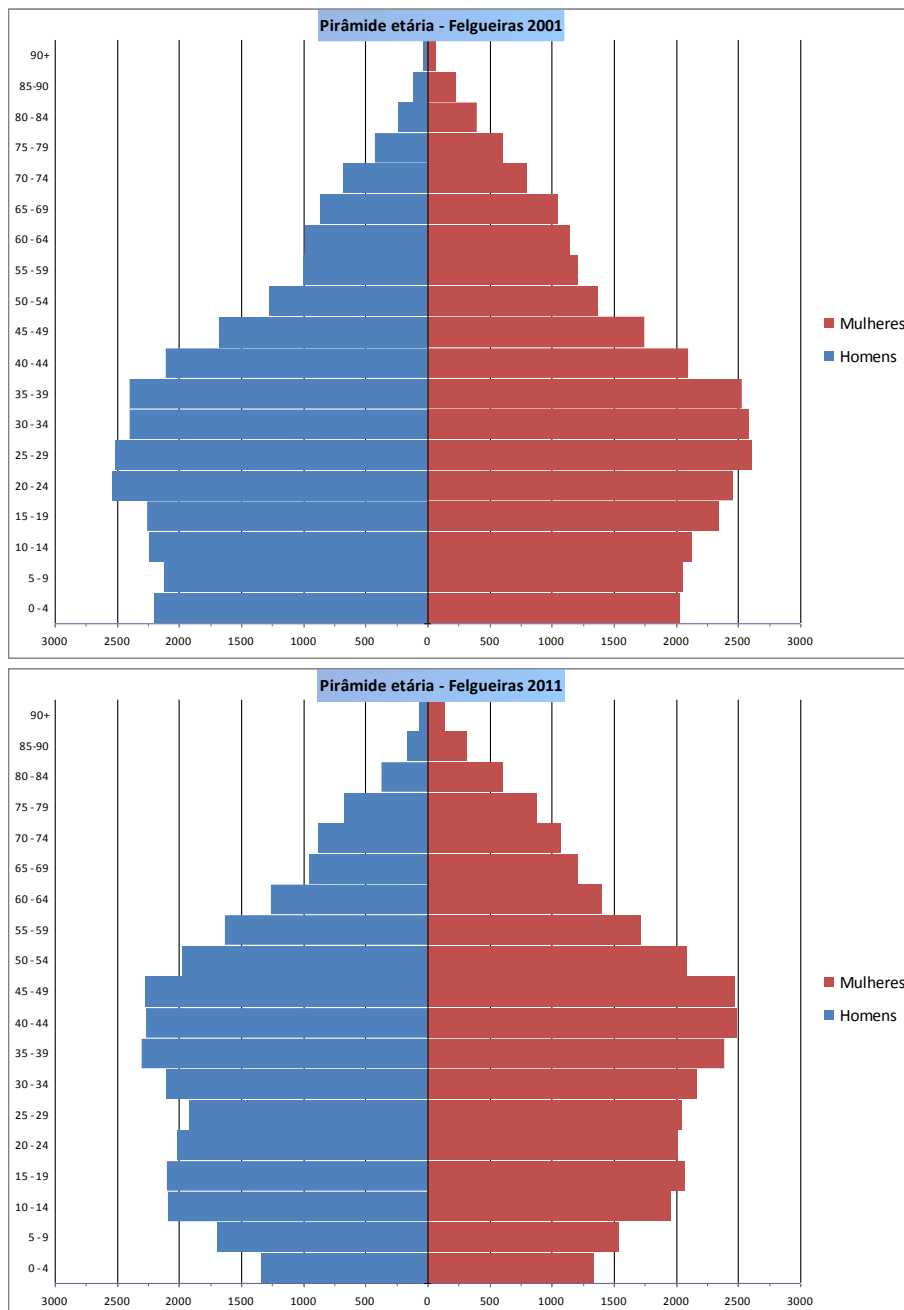 Pirâmide etária - Felgueiras 2001
90+
85-90
80 - 84
75 - 79
70 - 74
65 - 69
60 - 64
55 - 59
50 - 54
45 - 49
40 - 44
35 - 39
30 - 34
25 - 29
20 - 24
15 - 19
10 - 14
5 - 9
0 - 4
3000 2500 2000 1500 1000 500 0 500 1000 1500 2000 2500 3000
Mulheres
Homens
Pirâmide etária - Felgueiras 2011
90+
85-90
80 - 84
75 - 79
70 - 74
65 - 69
60 - 64
55 - 59
50 - 54
45 - 49
40 - 44
35 - 39
30 - 34
25 - 29
20 - 24
15 - 19
10 - 14
5 - 9
0 - 4
3000 2500 2000 1500 1000 500 0 500 1000 1500 2000 2500 3000
Mulheres
Homens